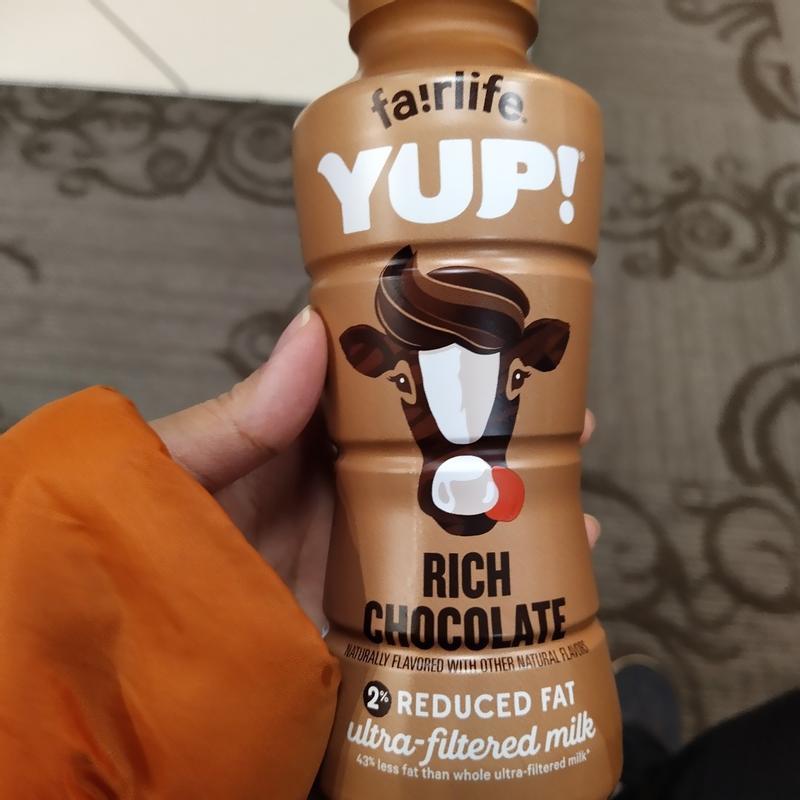 fa!rlife.
YUP!®
RICH
CHOCOLATE
NATURALLY FLAVORED WITH OTHER NATURAL FLAVORS
2% REDUCED FAT
ultra-filtered milk
43% less fat than whole ultra-filtered milk*